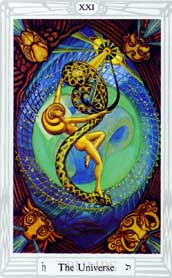 XXI
♄ The Universe ת